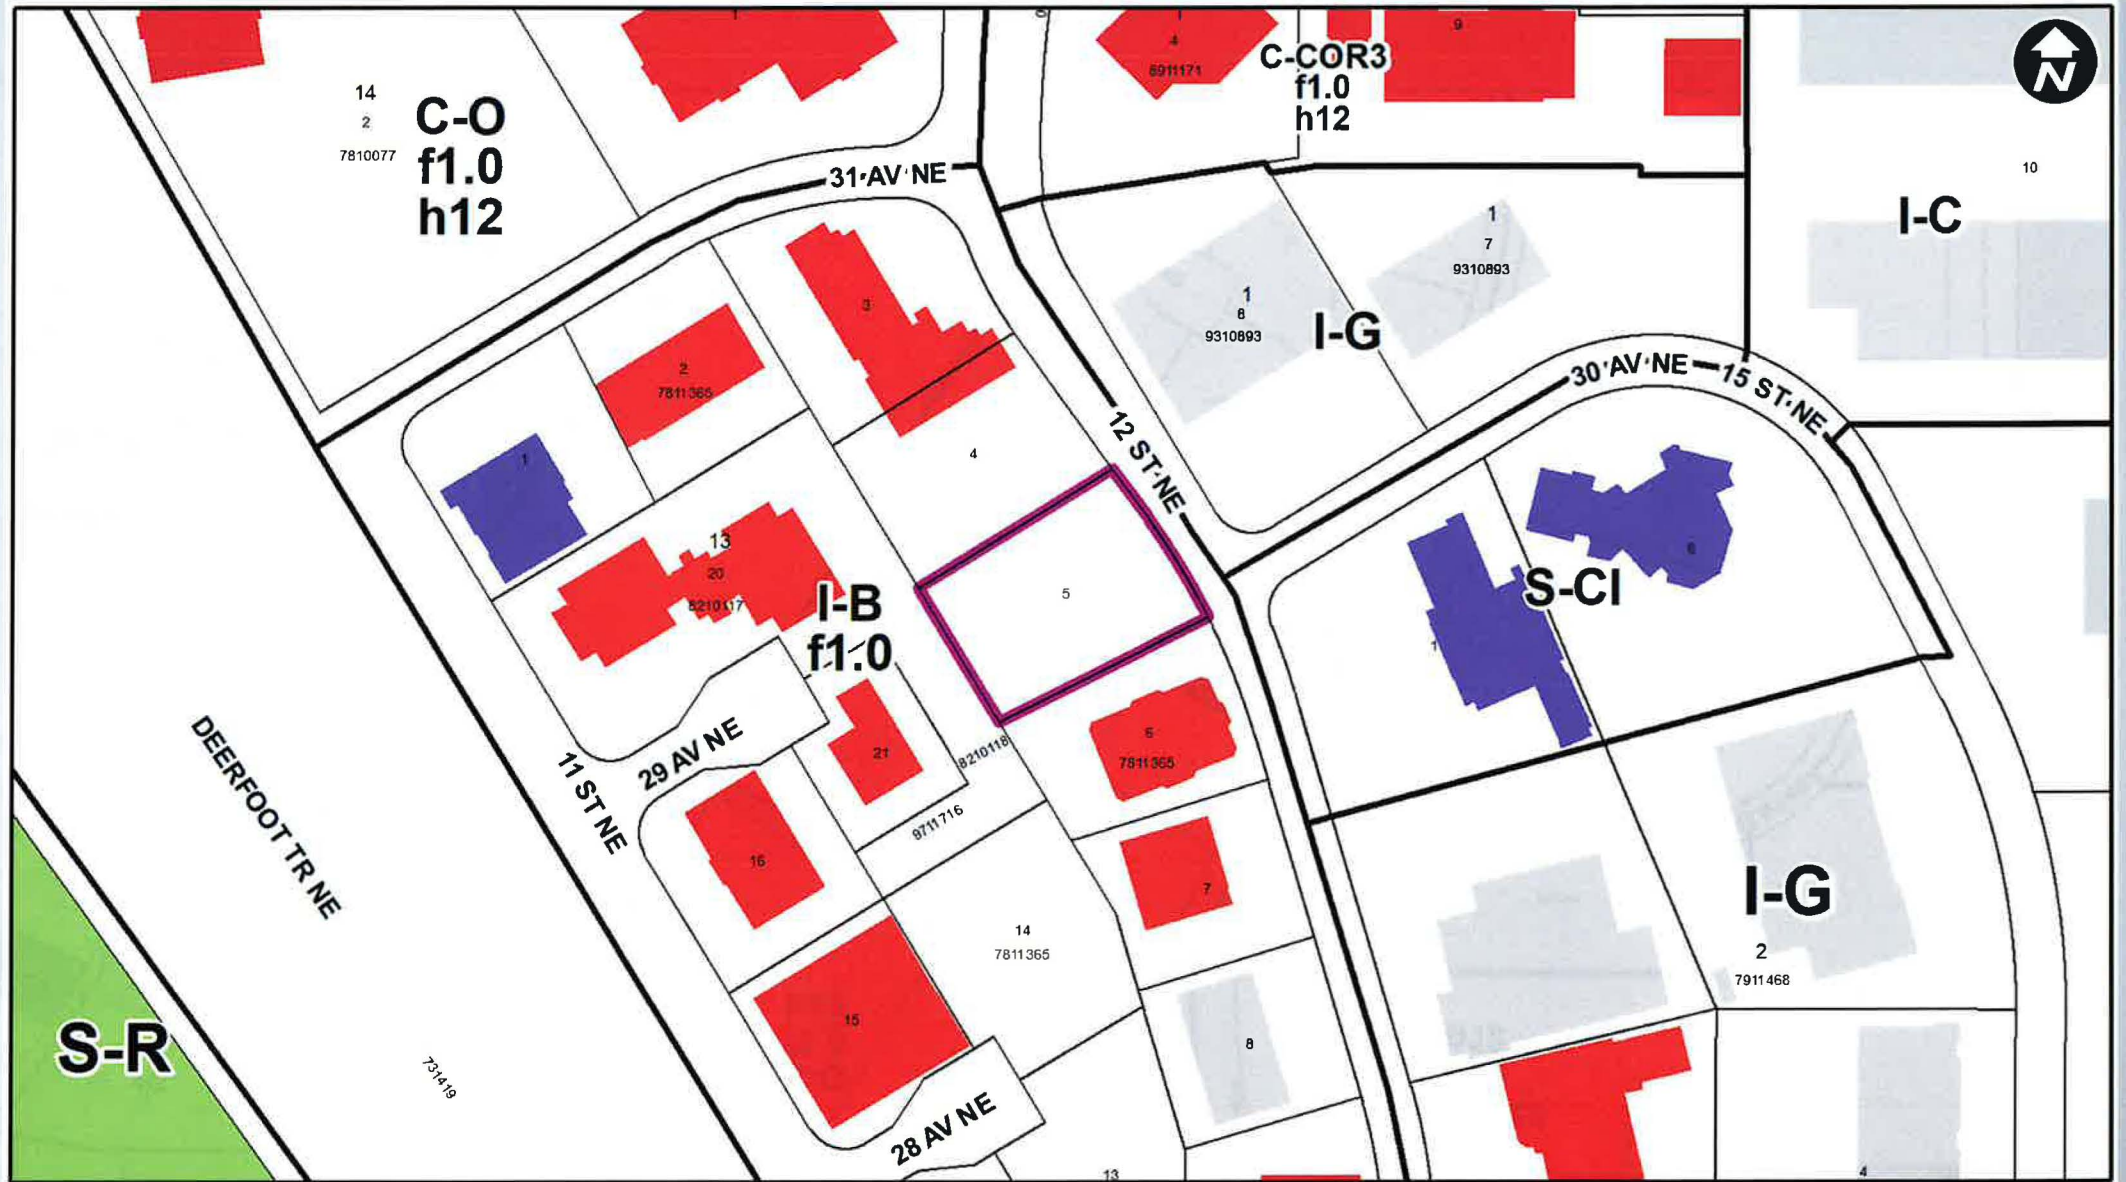 1
4
8911171
C-COR3
f1.0
h12
9
N
14
2
7810077
C-O
f1.0
h12
31 AV NE
10
I-C
1
7
9310893
1
8
9310893
I-G
3
2
7811365
30 AV NE
15 ST NE
12 ST NE
1
4
6
S-CI
1
13
20
8210117
I-B
f1.0
5
DEERFOOT TR NE
11 ST NE
29 AV NE
21
8210118
6
7811365
9711716
16
7
I-G
2
7911468
14
7811365
15
8
S-R
731419
28 AV NE
13
4